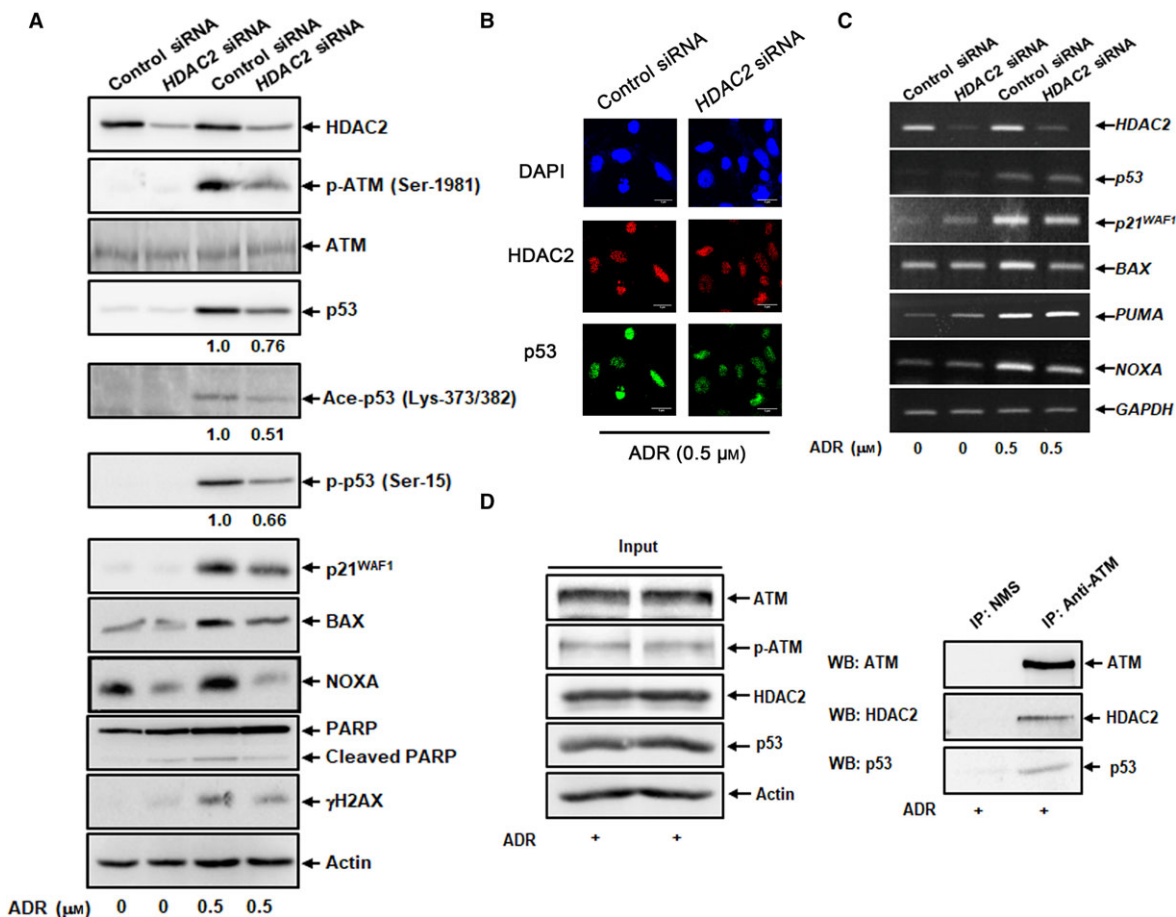 A
Control siRNA
HDAC2 siRNA
Control siRNA
HDAC2 siRNA
HDAC2
p-ATM (Ser-1981)
ATM
p53
1.0 0.76
Ace-p53 (Lys-373/382)
1.0 0.51
p-p53 (Ser-15)
1.0 0.66
p21WAF1
BAX
NOXA
PARP
Cleaved PARP
γH2AX
Actin
ADR (μM) 0 0 0.5 0.5
B
Control siRNA
HDAC2 siRNA
DAPI
HDAC2
p53
ADR (0.5 μM)
C
Control siRNA
HDAC2 siRNA
Control siRNA
HDAC2 siRNA
HDAC2
p53
p21WAF1
BAX
PUMA
NOXA
GAPDH
ADR (μM) 0 0 0.5 0.5
D
Input
ATM
p-ATM
HDAC2
p53
Actin
ADR + +
IP: NMS
IP: Anti-ATM
WB: ATM ATM
WB: HDAC2 HDAC2
WB: p53 p53
ADR + +